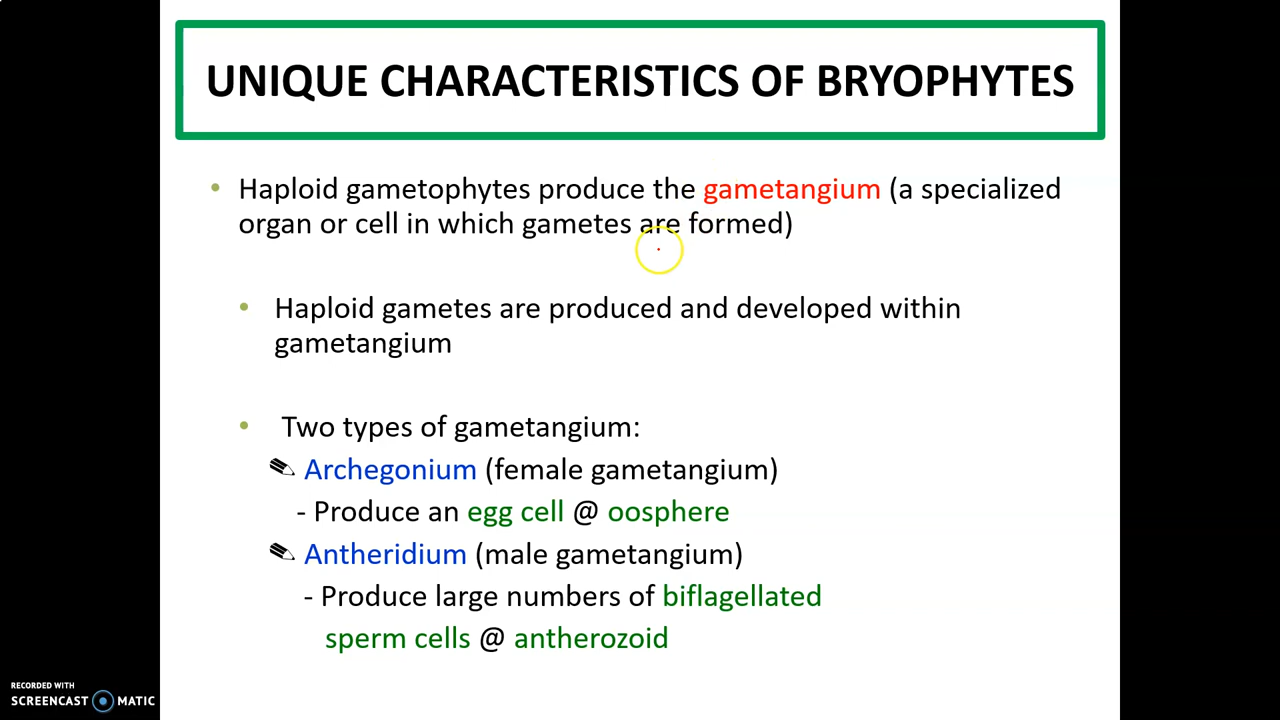 UNIQUE CHARACTERISTICS OF BRYOPHYTES
• Haploid gametophytes produce the gametangium (a specialized
organ or cell in which gametes are formed)
• Haploid gametes are produced and developed within
gametangium
• Two types of gametangium:
✎ Archegonium (female gametangium)
- Produce an egg cell @ oosphere
✎ Antheridium (male gametangium)
- Produce large numbers of biflagellated
sperm cells @ antherozoid
RECORDED WITH
SCREENCAST MATIC